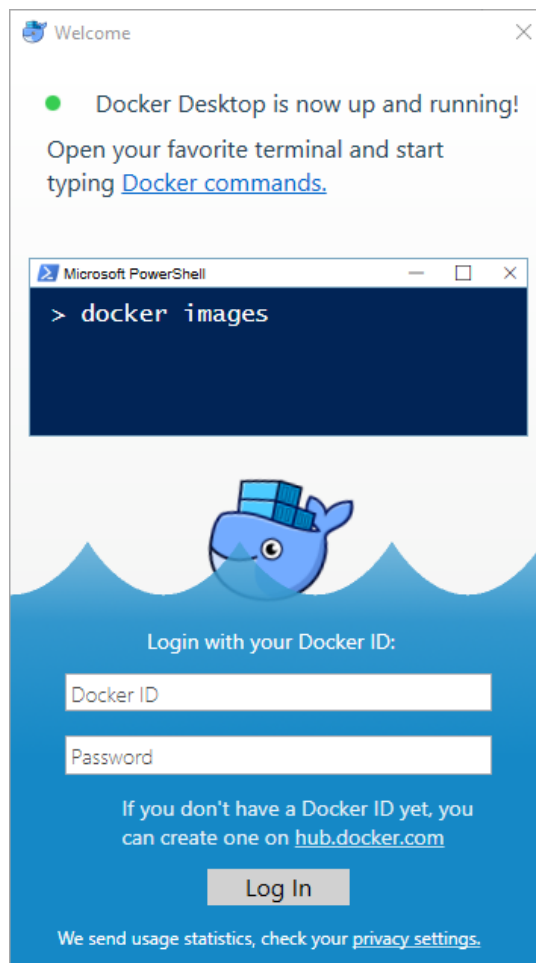 Welcome
Docker Desktop is now up and running!
Open your favorite terminal and start
typing Docker commands.
Microsoft PowerShell
> docker images
Login with your Docker ID:
Docker ID
Password
If you don't have a Docker ID yet, you
can create one on hub.docker.com
Log In
We send usage statistics, check your privacy settings.